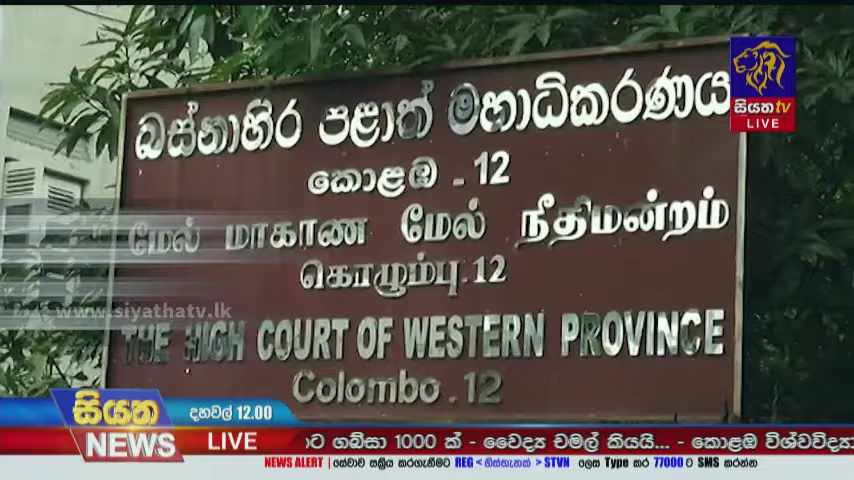 බස්නාහිර පළාත් මහාධිකරණය
සියත tv
LIVE
කොළඹ - 12
மேல் மாகாண மேல் நீதிமன்றம்
கொழும்பு.12
www.siyathatv.lk
THE HIGH COURT OF WESTERN PROVINCE
Colombo.12
සියත
දහවල් 12.00
NEWS
LIVE
ගබ්සා 1000 ක් - වෛද්‍ය චමල් කියයි... - කොළඹ
NEWS ALERT | සේවාව සක්‍රිය කරගැනීමට REG < හිස්තැනක් > STVN ලෙස Type කර 77000 ට SMS කරන්න